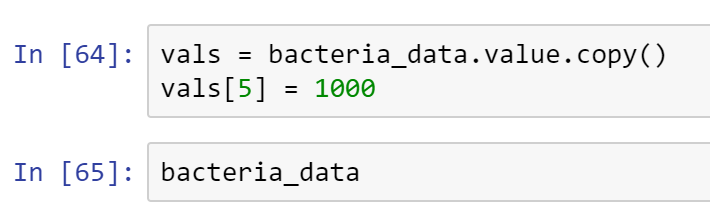 In [64]: vals = bacteria_data.value.copy()
vals[5] = 1000
In [65]: bacteria_data